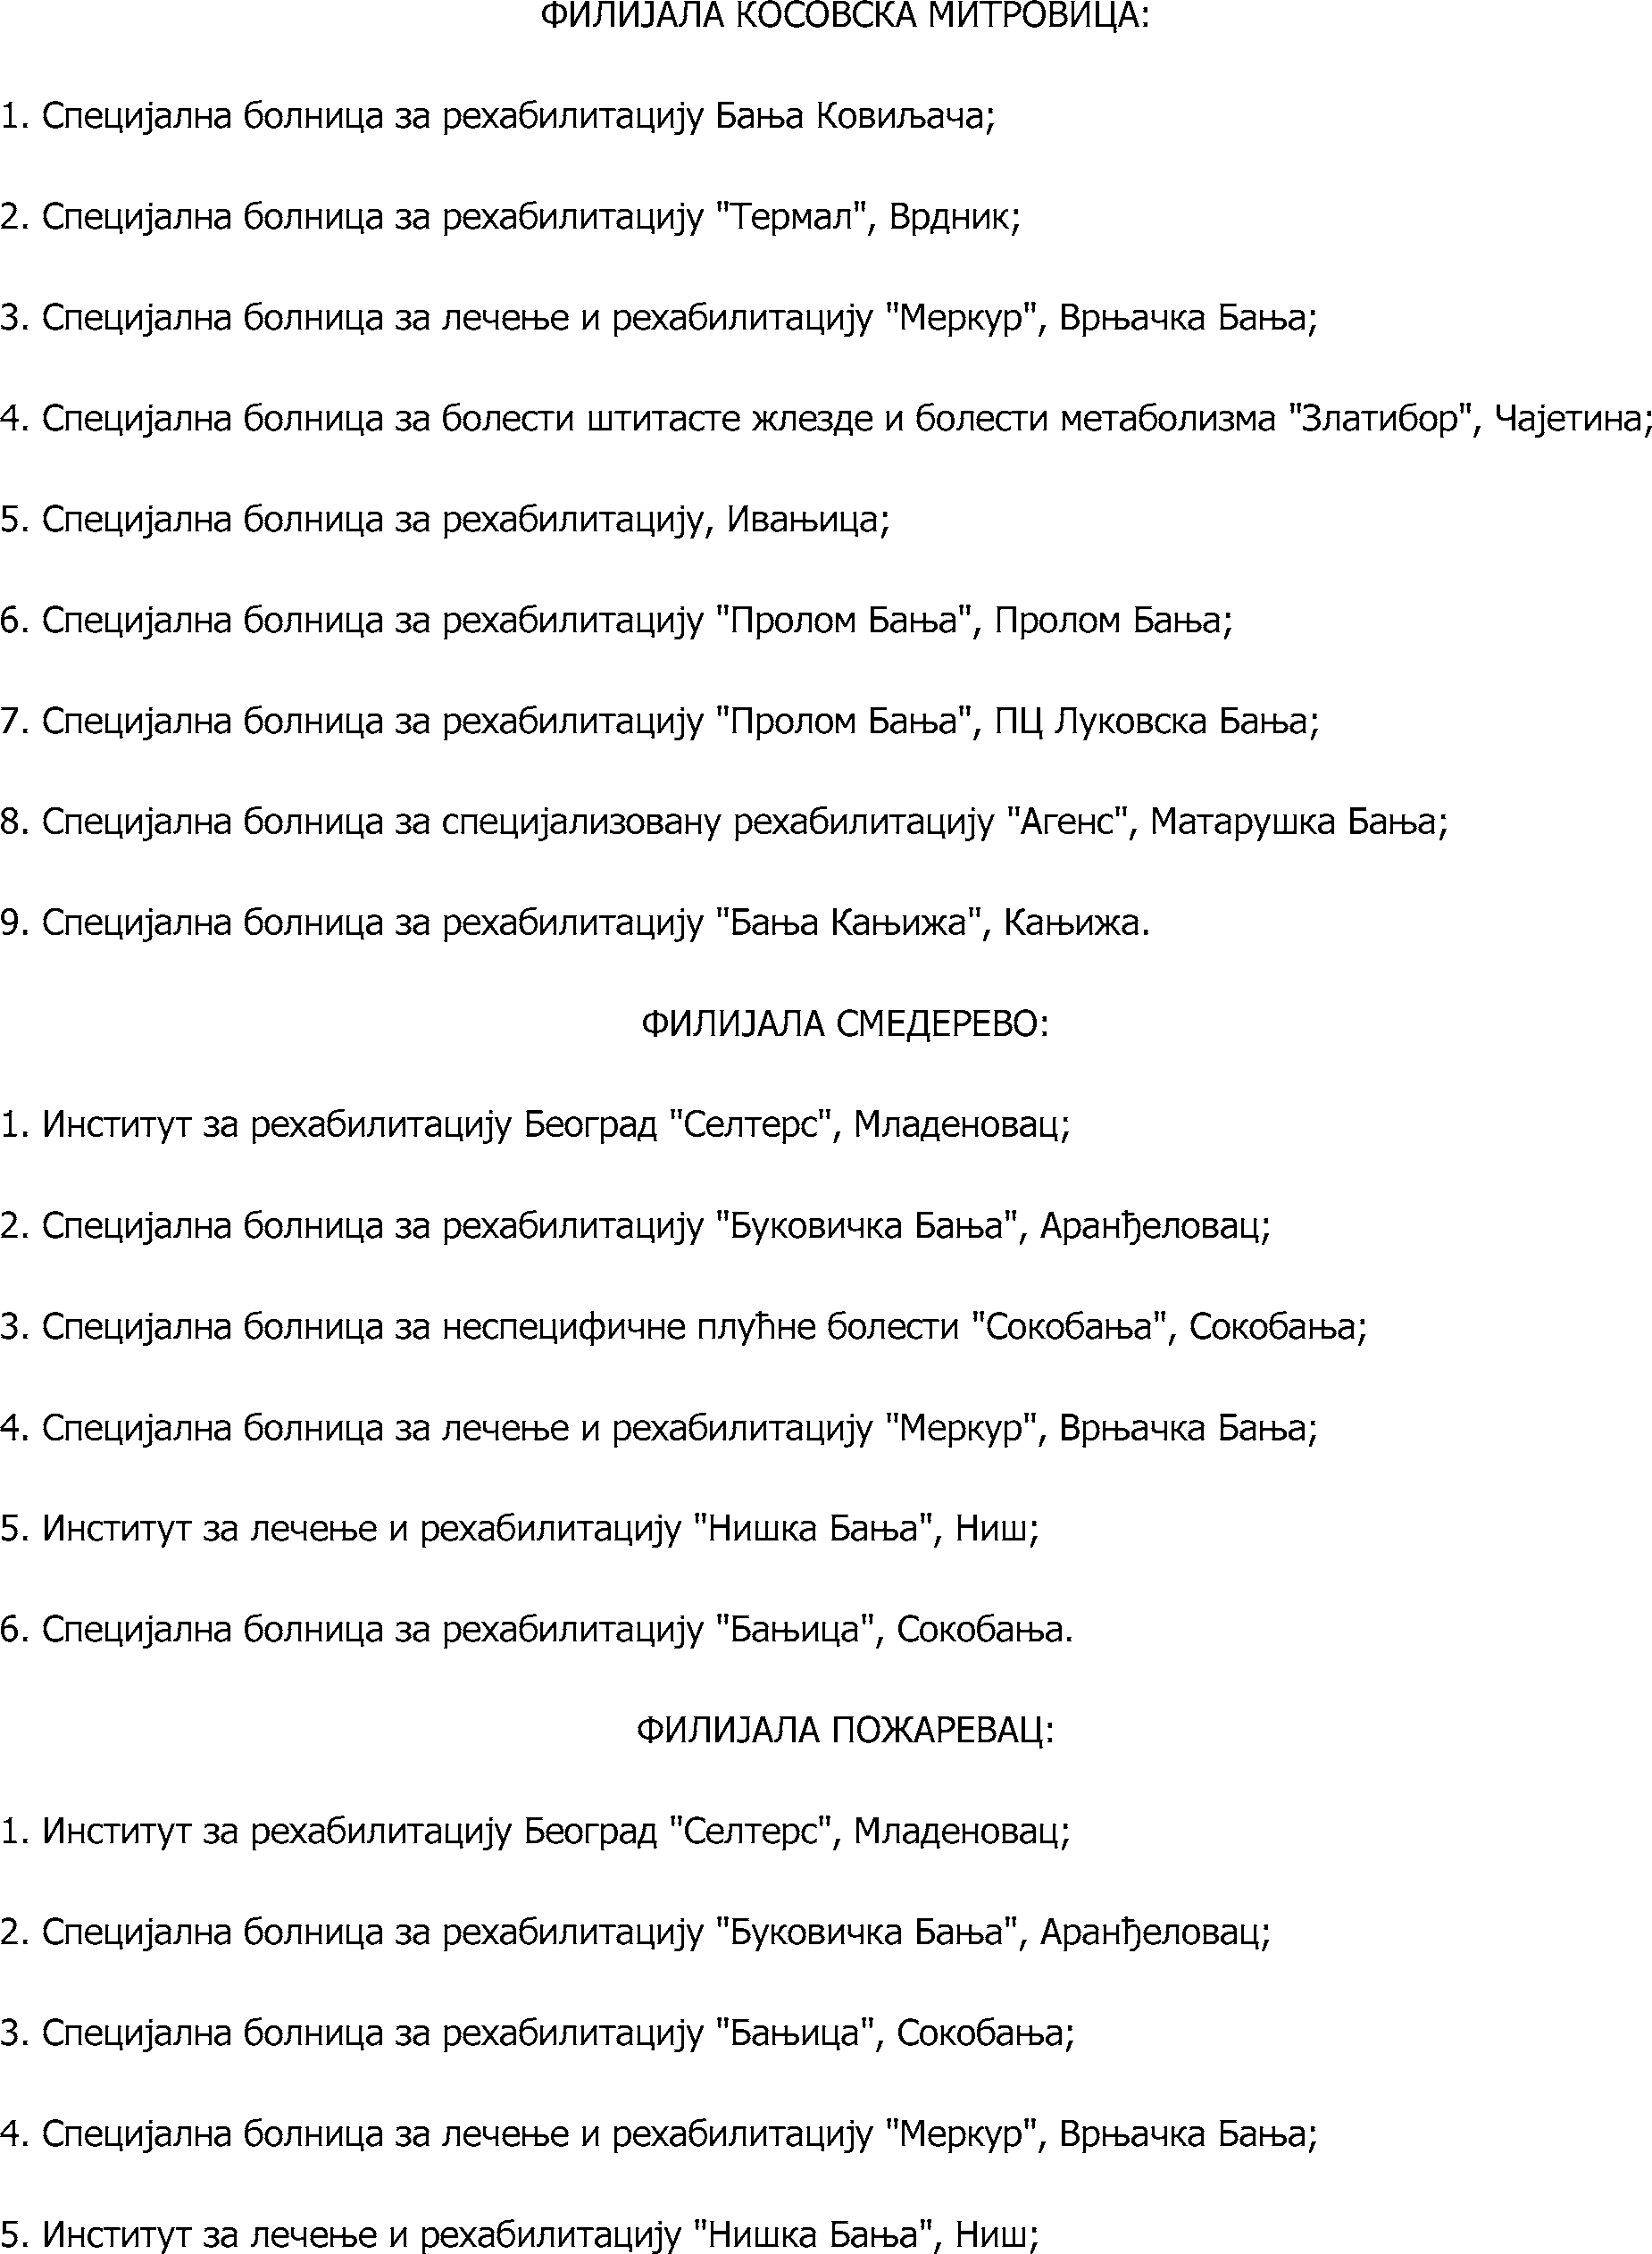 ФИЛИЈАЛА КОСОВСКА МИТРОВИЦА:
1. Специјална болница за рехабилитацију Бања Ковиљача;
2. Специјална болница за рехабилитацију "Термал", Врдник;
3. Специјална болница за лечење и рехабилитацију "Меркур", Врњачка Бања;
4. Специјална болница за болести штитасте жлезде и болести метаболизма "Златибор", Чајетина;
5. Специјална болница за рехабилитацију, Ивањица;
6. Специјална болница за рехабилитацију "Пролом Бања", Пролом Бања;
7. Специјална болница за рехабилитацију "Пролом Бања", ПЦ Луковска Бања;
8. Специјална болница за специјализовану рехабилитацију "Агенс", Матарушка Бања;
9. Специјална болница за рехабилитацију "Бања Кањижа", Кањижа.
ФИЛИЈАЛА СМЕДЕРЕВО:
1. Институт за рехабилитацију Београд "Селтерс", Младеновац;
2. Специјална болница за рехабилитацију "Буковичка Бања", Аранђеловац;
3. Специјална болница за неспецифичне плућне болести "Сокобања", Сокобања;
4. Специјална болница за лечење и рехабилитацију "Меркур", Врњачка Бања;
5. Институт за лечење и рехабилитацију "Нишка Бања", Ниш;
6. Специјална болница за рехабилитацију "Бањица", Сокобања.
ФИЛИЈАЛА ПОЖАРЕВАЦ:
1. Институт за рехабилитацију Београд "Селтерс", Младеновац;
2. Специјална болница за рехабилитацију "Буковичка Бања", Аранђеловац;
3. Специјална болница за рехабилитацију "Бањица", Сокобања;
4. Специјална болница за лечење и рехабилитацију "Меркур", Врњачка Бања;
5. Институт за лечење и рехабилитацију "Нишка Бања", Ниш;